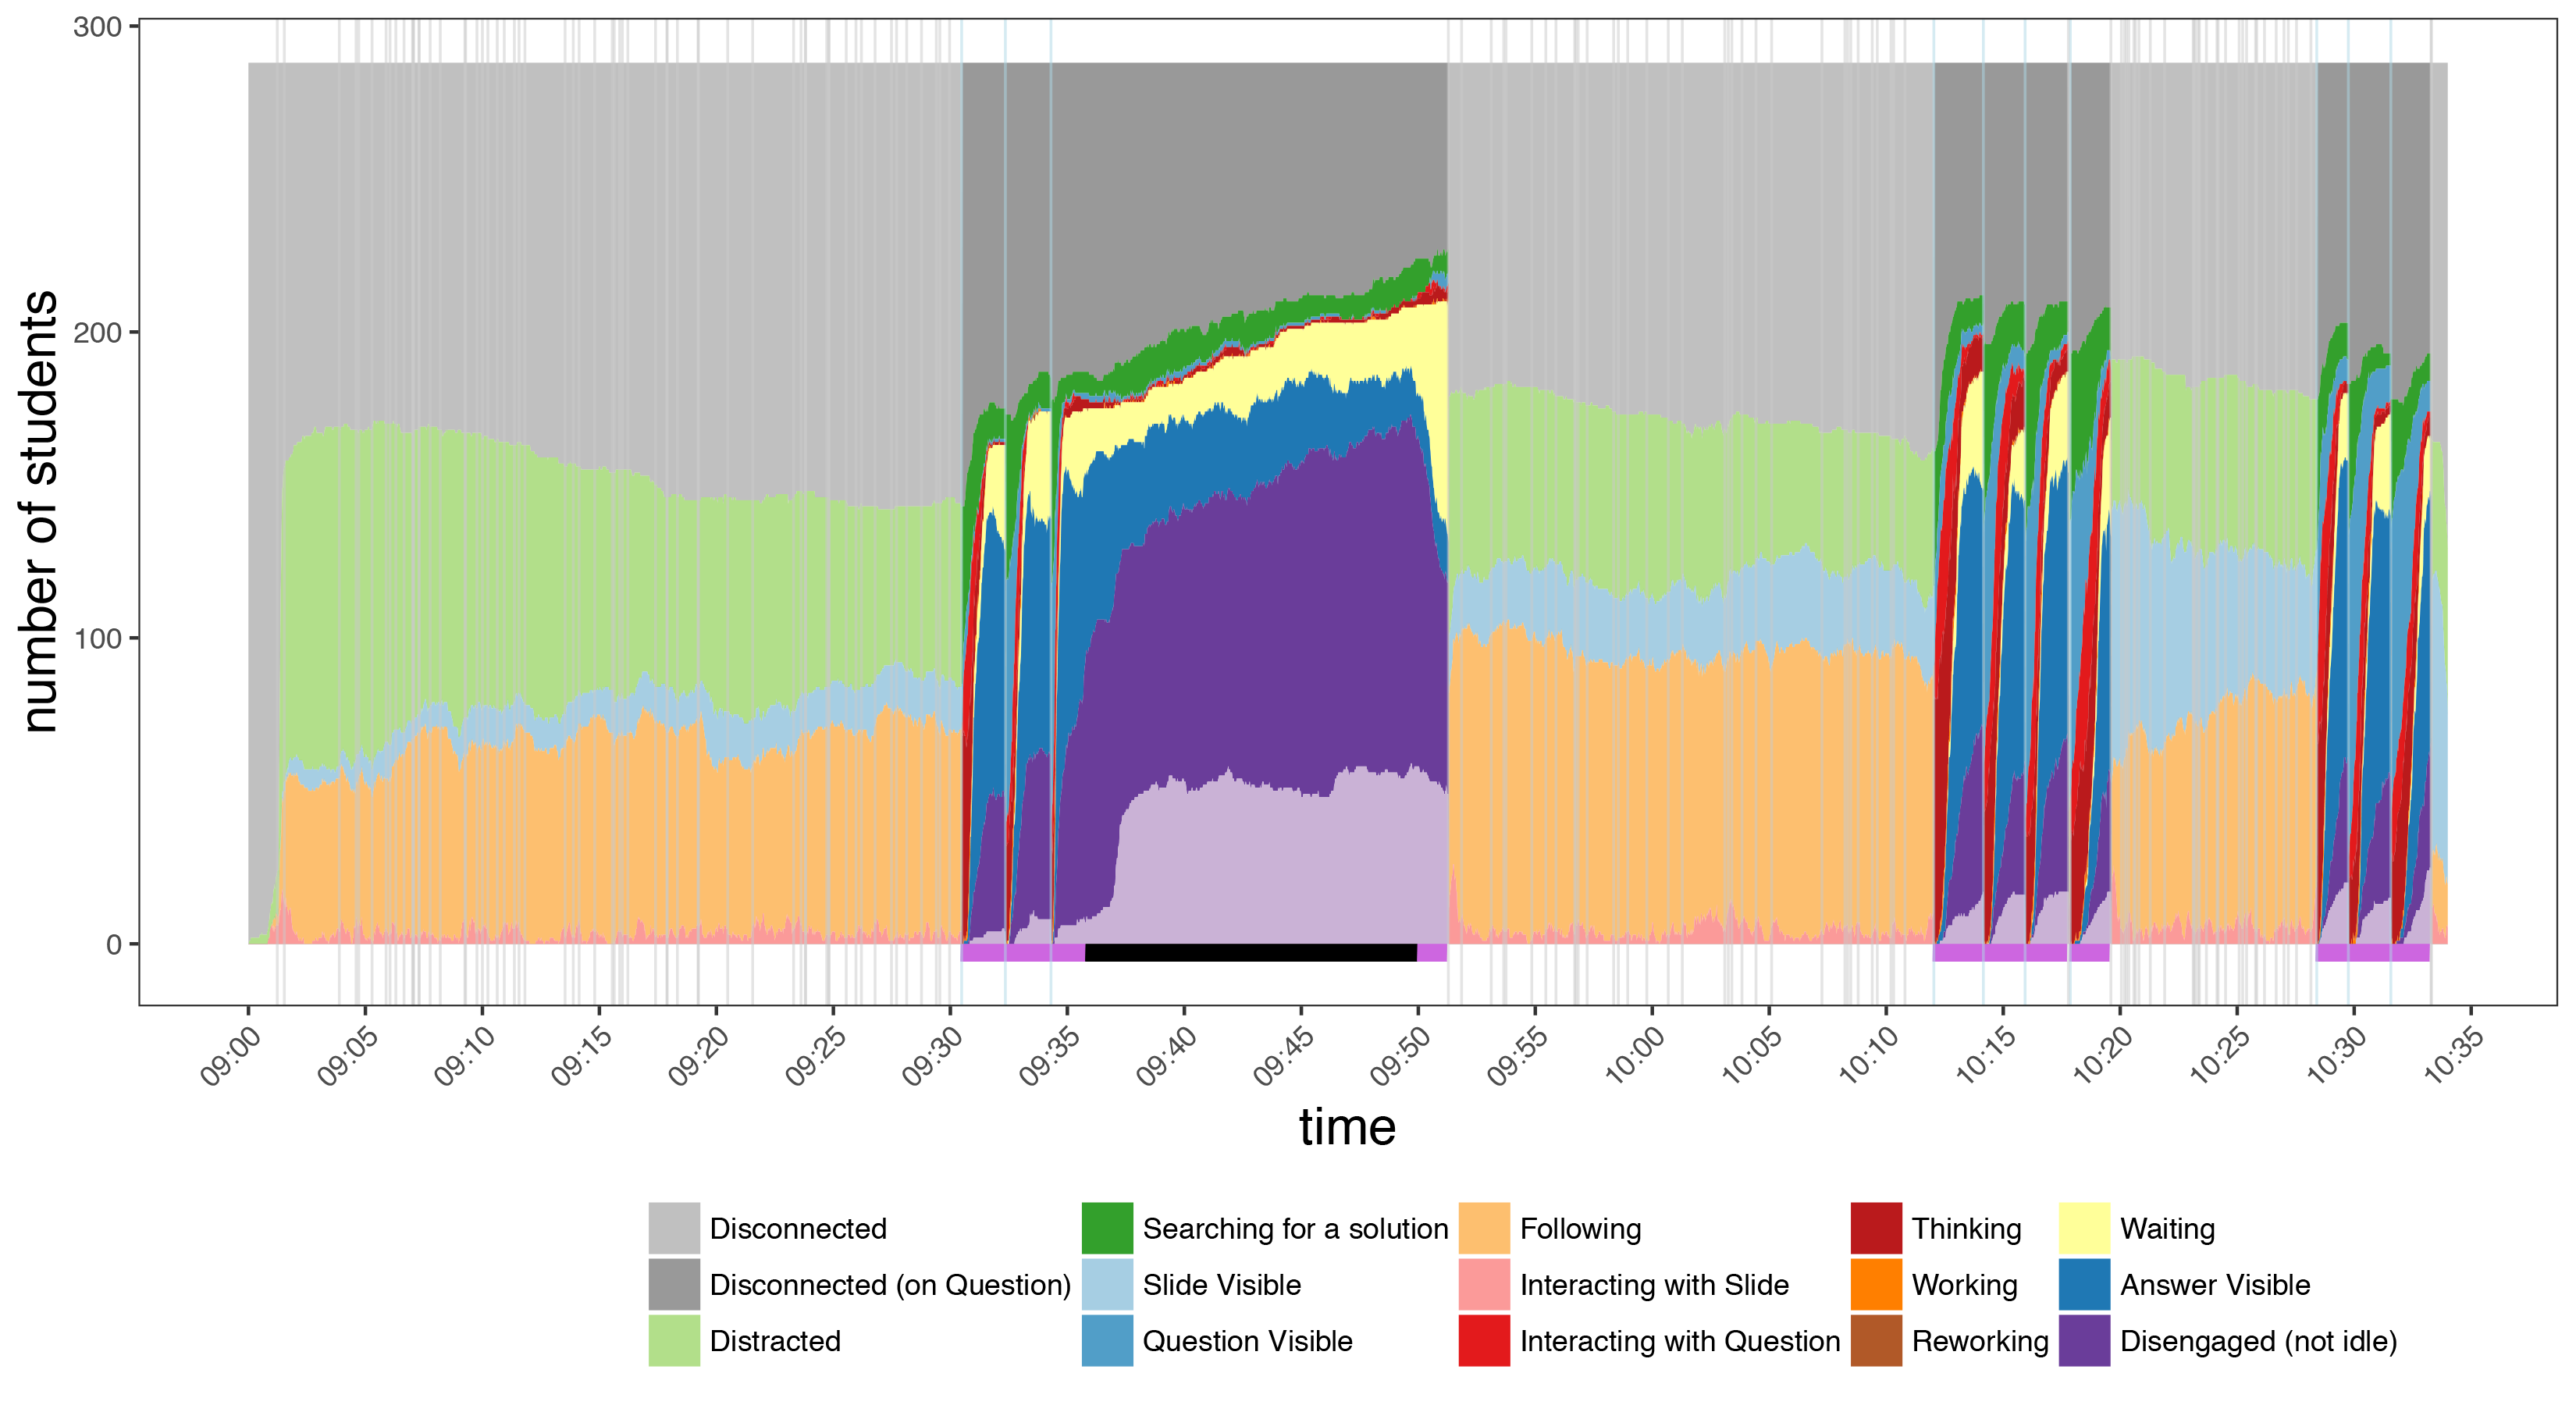 300
200
100
0
number of students
09:00 09:05 09:10 09:15 09:20 09:25 09:30 09:35 09:40 09:45 09:50 09:55 10:00 10:05 10:10 10:15 10:20 10:25 10:30 10:35
time
Disconnected Searching for a solution Following Thinking Waiting
Disconnected (on Question) Slide Visible Interacting with Slide Working Answer Visible
Distracted Question Visible Interacting with Question Reworking Disengaged (not idle)